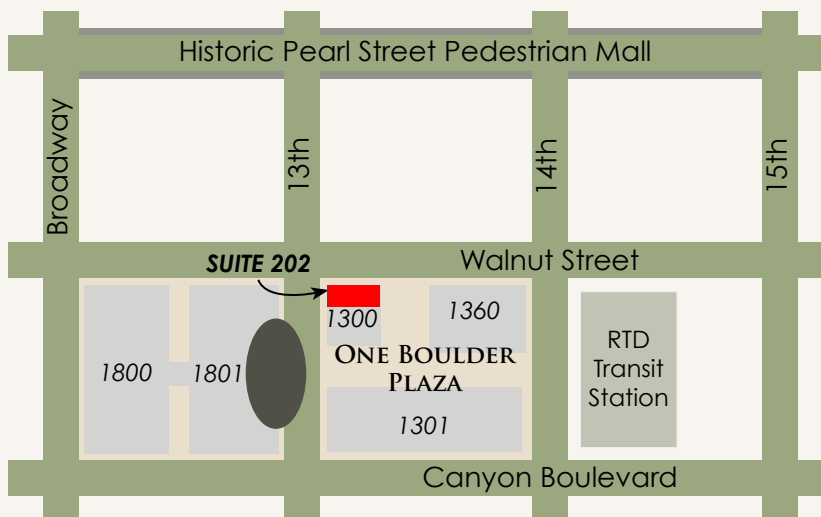 Historic Pearl Street Pedestrian Mall
Broadway
13th
14th
15th
Walnut Street
SUITE 202
1300
1360
1800
1801
ONE BOULDER
PLAZA
1301
RTD
Transit
Station
Canyon Boulevard